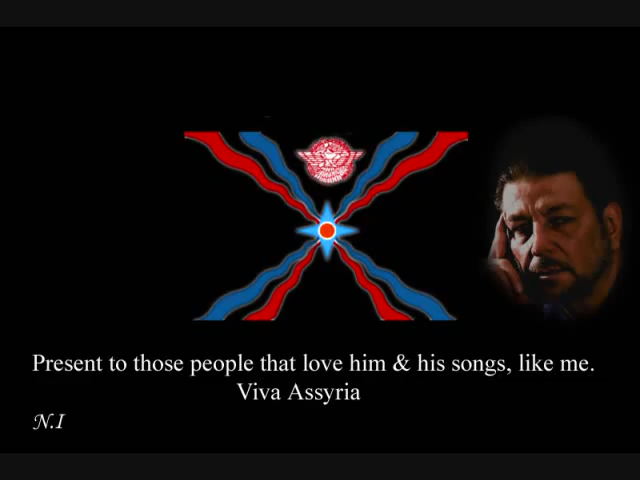 Present to those people that love him & his songs, like me.
Viva Assyria
N.I